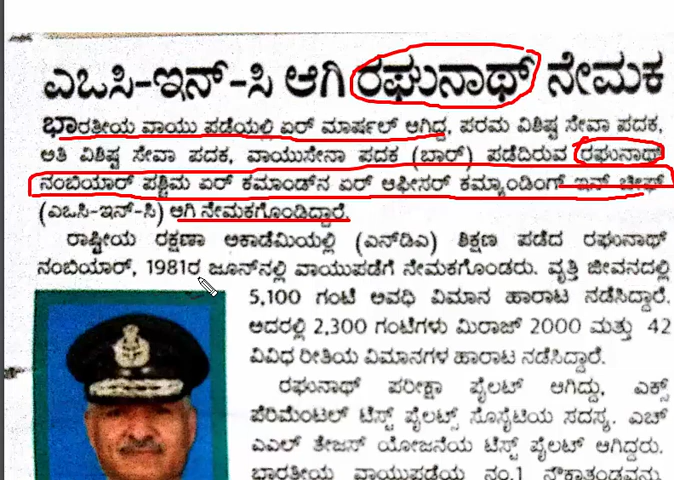 ಎಒಸಿ-ಇನ್-ಸಿ ಆಗಿ ರಘುನಾಥ್ ನೇಮಕ
ಭಾರತೀಯ ವಾಯು ಪಡೆಯಲ್ಲಿ ಏರ್ ಮಾರ್ಷಲ್ ಆಗಿದ್ದ, ಪರಮ ವಿಶಿಷ್ಟ ಸೇವಾ ಪದಕ,
ಅತಿ ವಿಶಿಷ್ಟ ಸೇವಾ ಪದಕ, ವಾಯುಸೇನಾ ಪದಕ (ಬಾರ್) ಪಡೆದಿರುವ ರಘುನಾಥ್
ನಂಬಿಯಾರ್ ಪಶ್ಚಿಮ ಏರ್ ಕಮಾಂಡ್‌ನ ಏರ್ ಆಫೀಸರ್ ಕಮ್ಯಾಂಡಿಂಗ್ ಇನ್ ಚೀಫ್
(ಎಒಸಿ-ಇನ್-ಸಿ) ಆಗಿ ನೇಮಕಗೊಂಡಿದ್ದಾರೆ.
ರಾಷ್ಟ್ರೀಯ ರಕ್ಷಣಾ ಅಕಾಡೆಮಿಯಲ್ಲಿ (ಎನ್‌ಡಿಎ) ಶಿಕ್ಷಣ ಪಡೆದ ರಘುನಾಥ್
ನಂಬಿಯಾರ್, 1981ರ ಜೂನ್‌ನಲ್ಲಿ ವಾಯುಪಡೆಗೆ ನೇಮಕಗೊಂಡರು. ವೃತ್ತಿ ಜೀವನದಲ್ಲಿ
5,100 ಗಂಟೆ ಅವಧಿ ವಿಮಾನ ಹಾರಾಟ ನಡೆಸಿದ್ದಾರೆ.
ಅದರಲ್ಲಿ 2,300 ಗಂಟೆಗಳು ಮಿರಾಜ್ 2000 ಮತ್ತು 42
ವಿವಿಧ ರೀತಿಯ ವಿಮಾನಗಳ ಹಾರಾಟ ನಡೆಸಿದ್ದಾರೆ.
ರಘುನಾಥ್ ಪರೀಕ್ಷಾ ಪೈಲಟ್ ಆಗಿದ್ದು, ಎಕ್ಸ್
ಪೆರಿಮೆಂಟಲ್ ಟೆಸ್ಟ್ ಪೈಲಟ್ಸ್ ಸೊಸೈಟಿಯ ಸದಸ್ಯ. ಎಚ್
ಎಎಲ್ ತೇಜಸ್ ಯೋಜನೆಯ ಟೆಸ್ಟ್ ಪೈಲಟ್ ಆಗಿದ್ದರು.
ಭಾರತೀಯ ವಾಯುಪಡೆಯ ನಂ.1